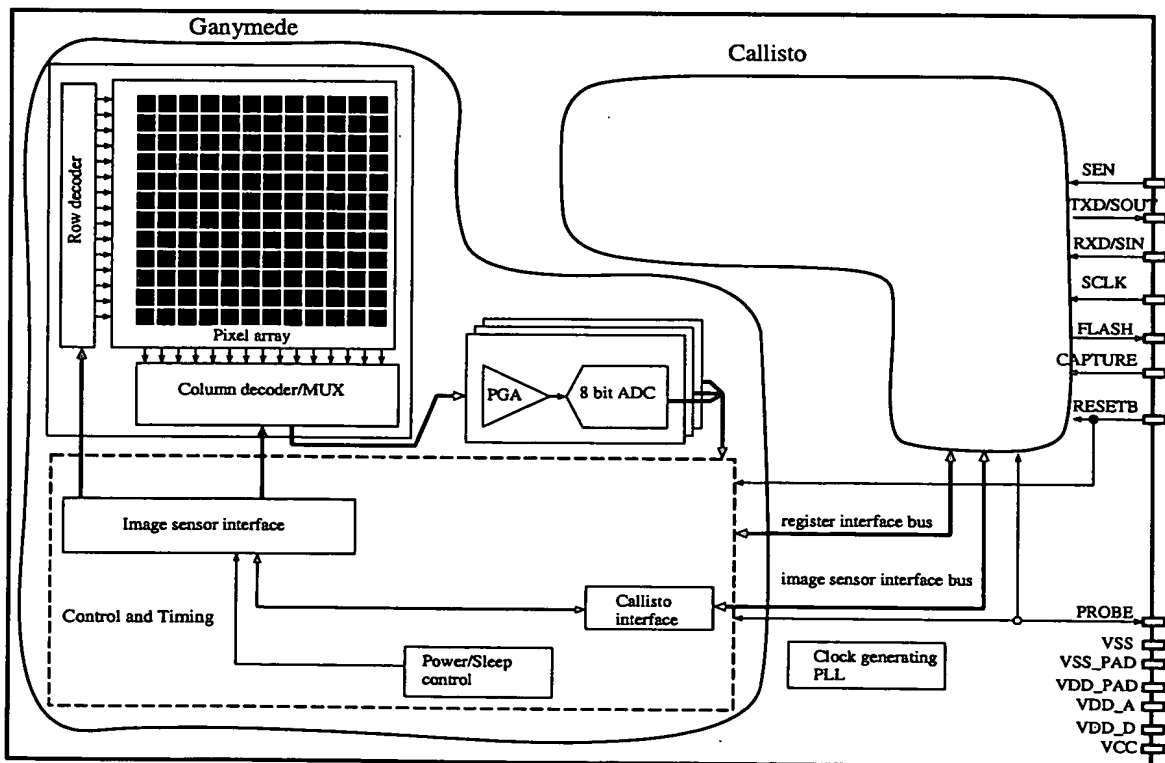 Ganymede
Callisto
Row decoder
Pixel array
Column decoder/MUX
PGA
8 bit ADC
Image sensor interface
Control and Timing
Power/Sleep
control
Callisto
interface
register interface bus
image sensor interface bus
Clock generating
PLL
SEN
TXD/SOUT
RXD/SIN
SCLK
FLASH
CAPTURE
RESETB
PROBE
VSS
VSS_PAD
VDD_PAD
VDD_A
VDD_D
VCC